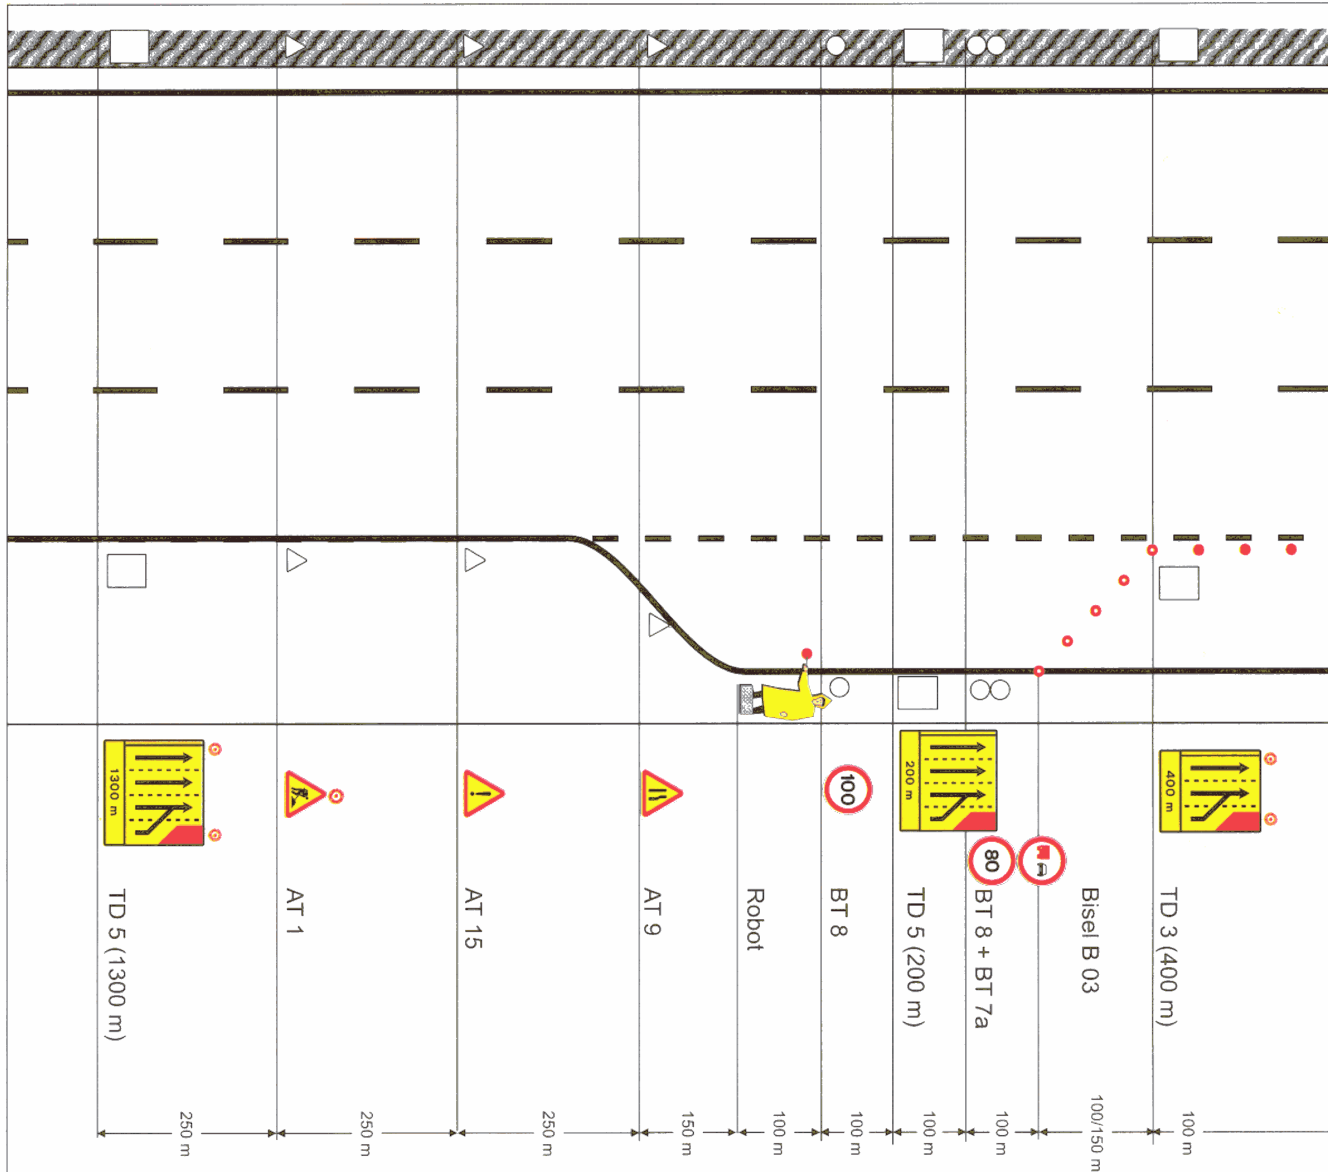 1300 m
100
200 m
80
400 m
TD 5 (1300 m)
AT 1
AT 15
AT 9
Robot
BT 8
TD 5 (200 m)
BT 8 + BT 7a
Bisel B 03
TD 3 (400 m)
250 m
250 m
250 m
150 m
100 m
100 m
100 m
100 m
100/150 m
100 m